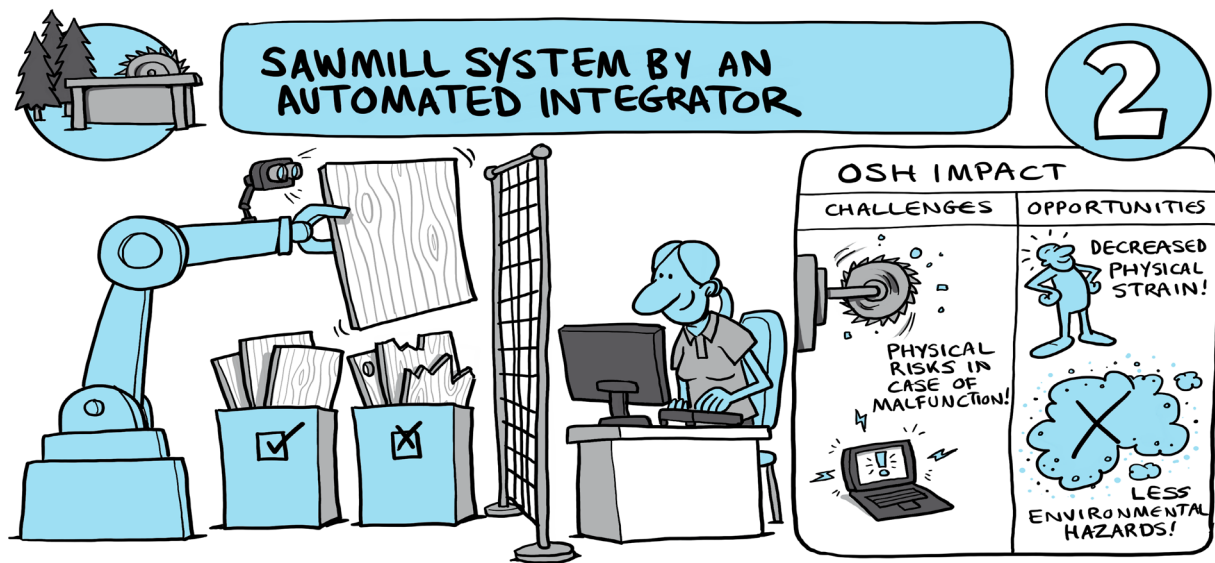 SAWMILL SYSTEM BY AN
AUTOMATED INTEGRATOR
2
OSH IMPACT
CHALLENGES
OPPORTUNITIES
PHYSICAL
RISKS IN
CASE OF
MALFUNCTION!
!
DECREASED
PHYSICAL
STRAIN!
LESS
ENVIRONMENTAL
HAZARDS!